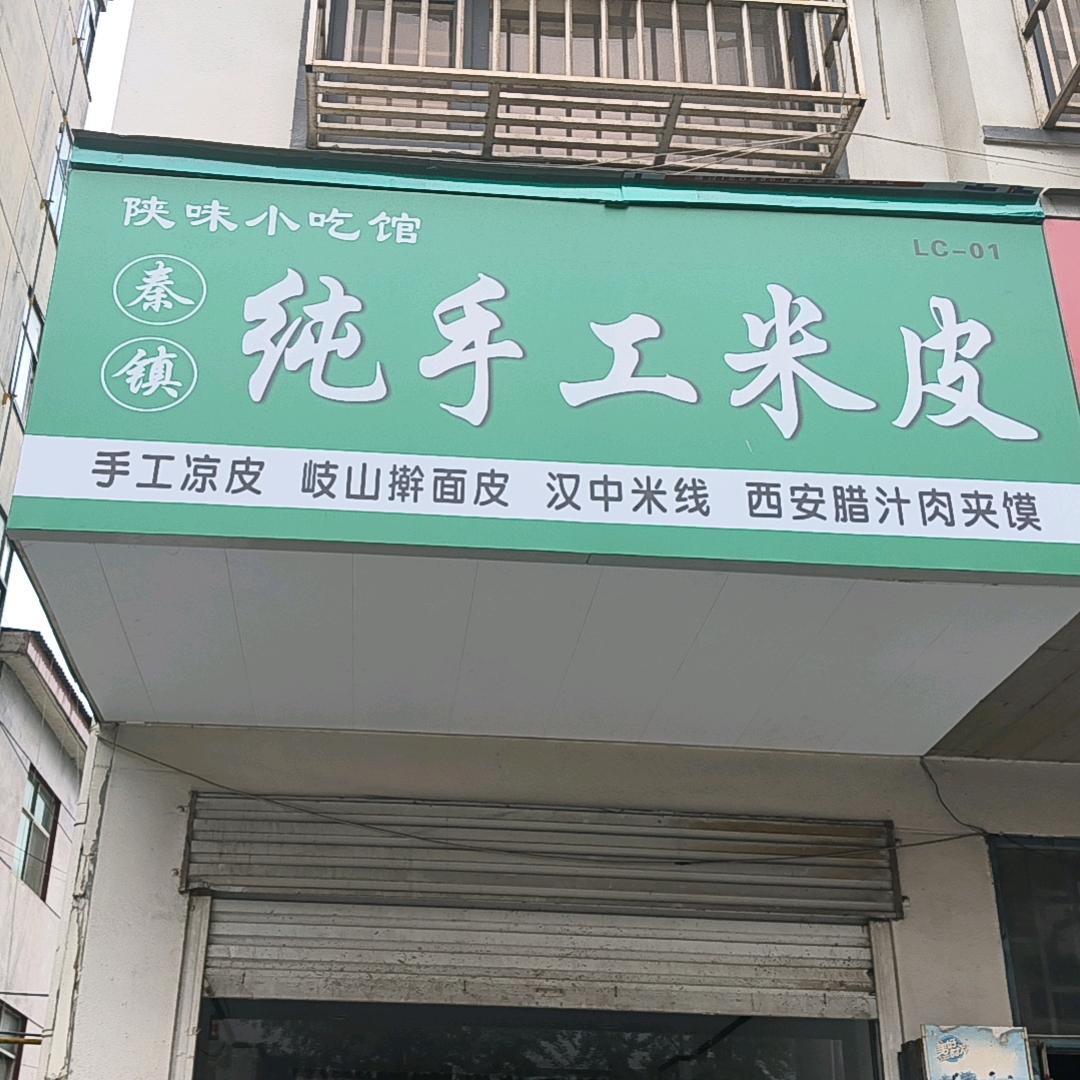 陕味小吃馆
LC-01
秦镇
纯手工米皮
手工凉皮 岐山擀面皮 汉中米线 西安腊汁肉夹馍